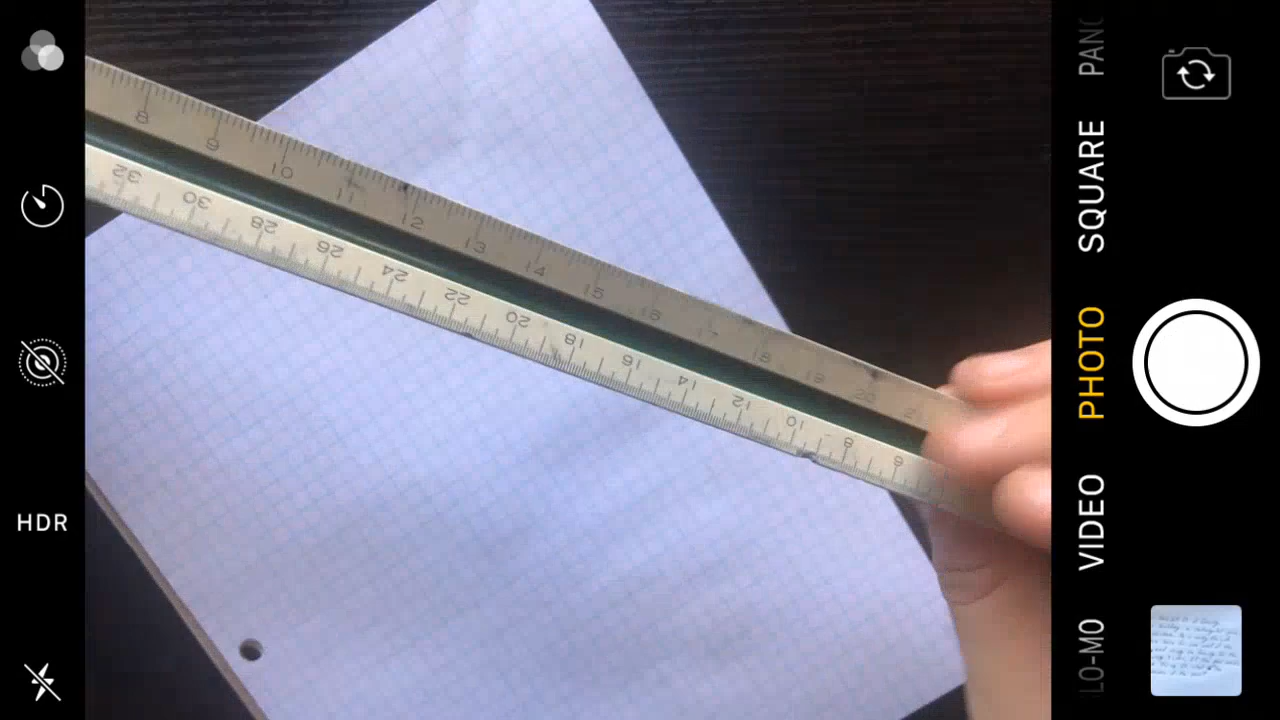 HDR
8 9 10 11 12 13 14 15 16 17 18 19 20
32 30 28 26 24 22 20 18 16 14 12 10 8 6
PANO
SQUARE
PHOTO
VIDEO
LO-MO